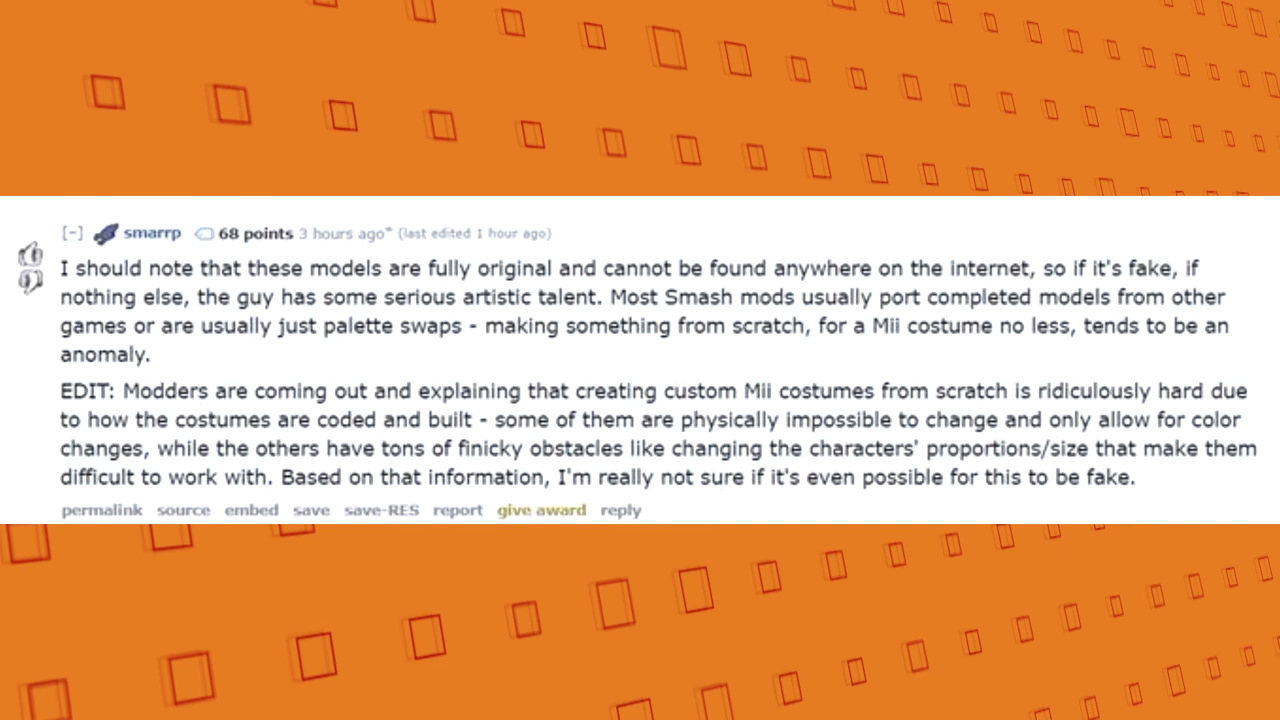 [-] smarrp 68 points 3 hours ago* (last edited 1 hour ago)
I should note that these models are fully original and cannot be found anywhere on the internet, so if it's fake, if
nothing else, the guy has some serious artistic talent. Most Smash mods usually port completed models from other
games or are usually just palette swaps - making something from scratch, for a Mii costume no less, tends to be an
anomaly.
EDIT: Modders are coming out and explaining that creating custom Mii costumes from scratch is ridiculously hard due
to how the costumes are coded and built - some of them are physically impossible to change and only allow for color
changes, while the others have tons of finicky obstacles like changing the characters' proportions/size that make them
difficult to work with. Based on that information, I'm really not sure if it's even possible for this to be fake.
permalink source embed save save-RES report give award reply